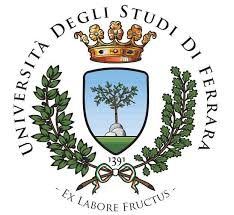 UNIVERSITÀ DEGLI STUDI DI FERRARA
1391
- EX LABORE FRUCTUS -